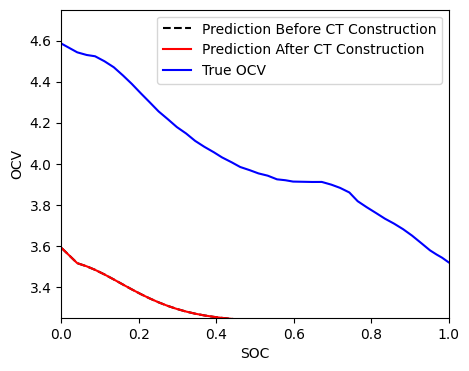 Prediction Before CT Construction
Prediction After CT Construction
True OCV
OCV
4.6
4.4
4.2
4.0
3.8
3.6
3.4
0.0 0.2 0.4 0.6 0.8 1.0
SOC